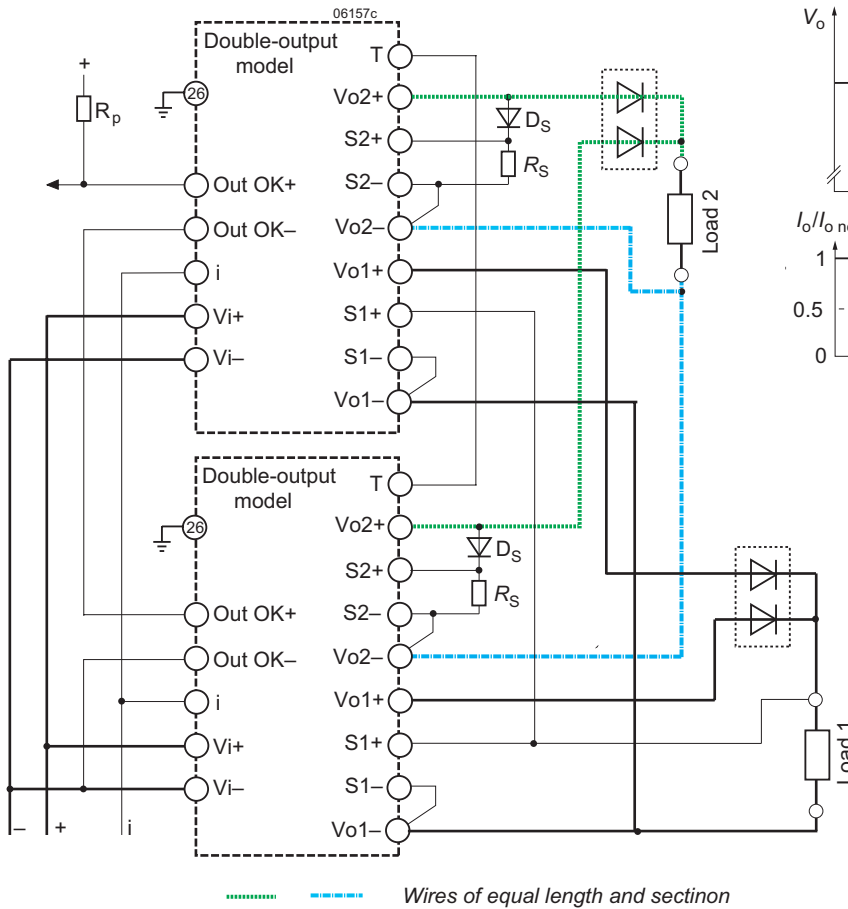 06157c
Double-output
model
T
+
26
Vo2+
Rp
DS
S2+
RS
Out OK+
S2–
Out OK–
Vo2–
Load 2
i
Vo1+
Vi+
S1+
Vi–
S1–
Vo1–
Vo
Io/Io no
1
0.5
0
Double-output
model
T
26
Vo2+
DS
S2+
RS
Out OK+
S2–
Out OK–
Vo2–
i
Vo1+
Vi+
S1+
Load 1
Vi–
S1–
Vo1–
– + i
Wires of equal length and sectinon